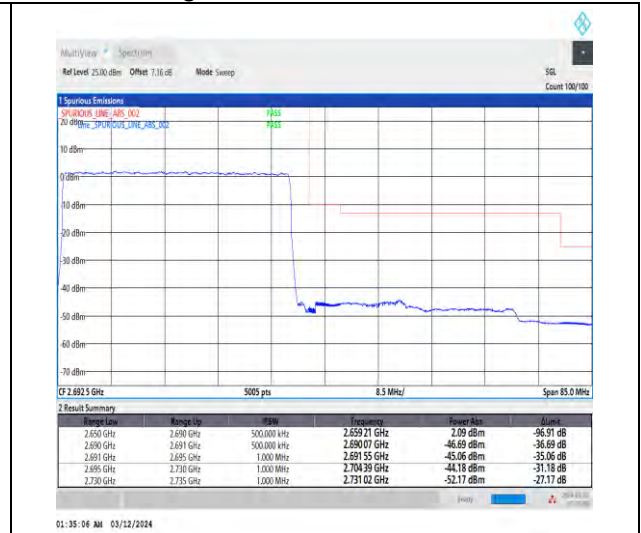 MultiView Spectrum
Ref Level 25.00 dBm Offset 7.16 dB Mode Sweep SGL
Count 100/100
1 Spurious Emissions
SPURIOUS_LINE_ABS_002 PASS
20 dBm
Line _SPURIOUS_LINE_ABS_002 PASS
10 dBm
0 dBm
-10 dBm
-20 dBm
-30 dBm
-40 dBm
-50 dBm
-60 dBm
-70 dBm
CF 2.692 5 GHz 5005 pts 8.5 MHz/ Span 85.0 MHz
2 Result Summary
Range Low Range Up RBW Frequency Power Abs ΔLimit
2.650 GHz 2.690 GHz 500.000 kHz 2.659 21 GHz 2.09 dBm -96.91 dB
2.690 GHz 2.691 GHz 500.000 kHz 2.690 07 GHz -46.69 dBm -36.69 dB
2.691 GHz 2.695 GHz 1.000 MHz 2.691 55 GHz -45.06 dBm -35.06 dB
2.695 GHz 2.730 GHz 1.000 MHz 2.704 39 GHz -44.18 dBm -31.18 dB
2.730 GHz 2.735 GHz 1.000 MHz 2.731 02 GHz -52.17 dBm -27.17 dB
Ready
01:35:06 AM 03/12/2024